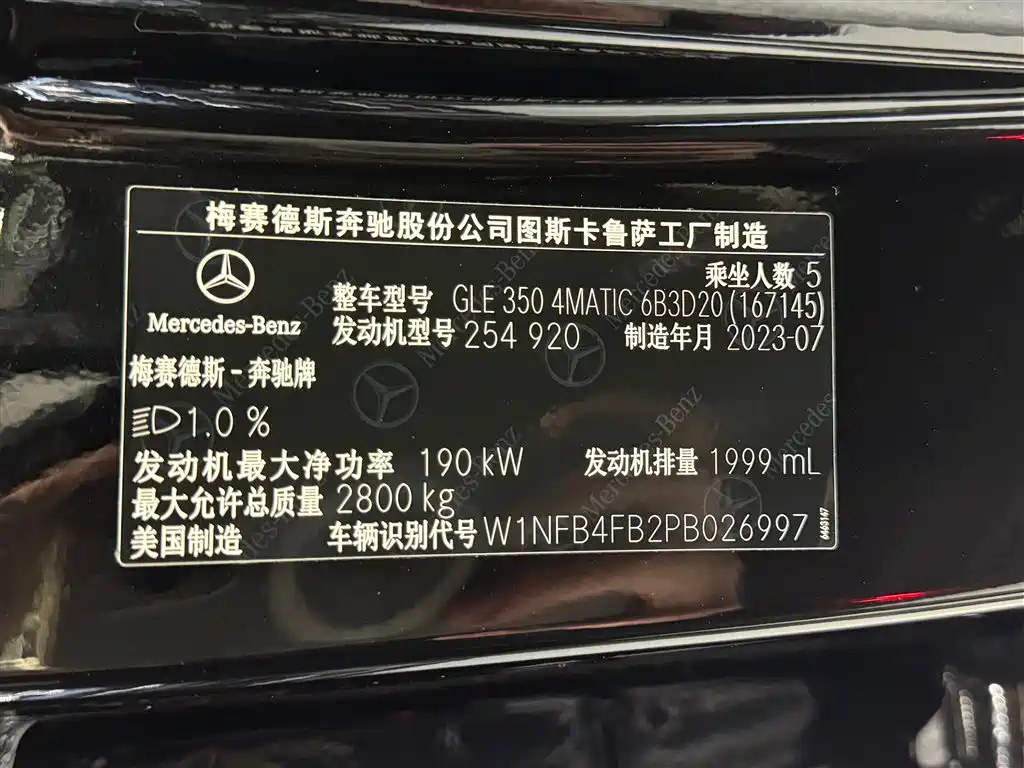 梅赛德斯奔驰股份公司图斯卡鲁萨工厂制造
乘坐人数 5
整车型号 GLE 350 4MATIC 6B3D20 (167145)
Mercedes-Benz
发动机型号 254 920 制造年月 2023-07
梅赛德斯-奔驰牌
1.0 %
发动机最大净功率 190 kW 发动机排量 1999 mL
最大允许总质量 2800 kg
美国制造 车辆识别代号 W1NFB4FB2PB026997
6463147